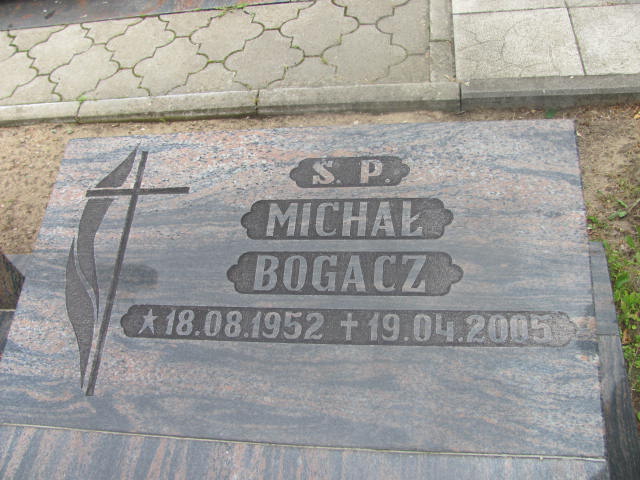 Ś. P.
MICHAŁ
BOGACZ
★ 18.08.1952 ✝ 19.04.2005